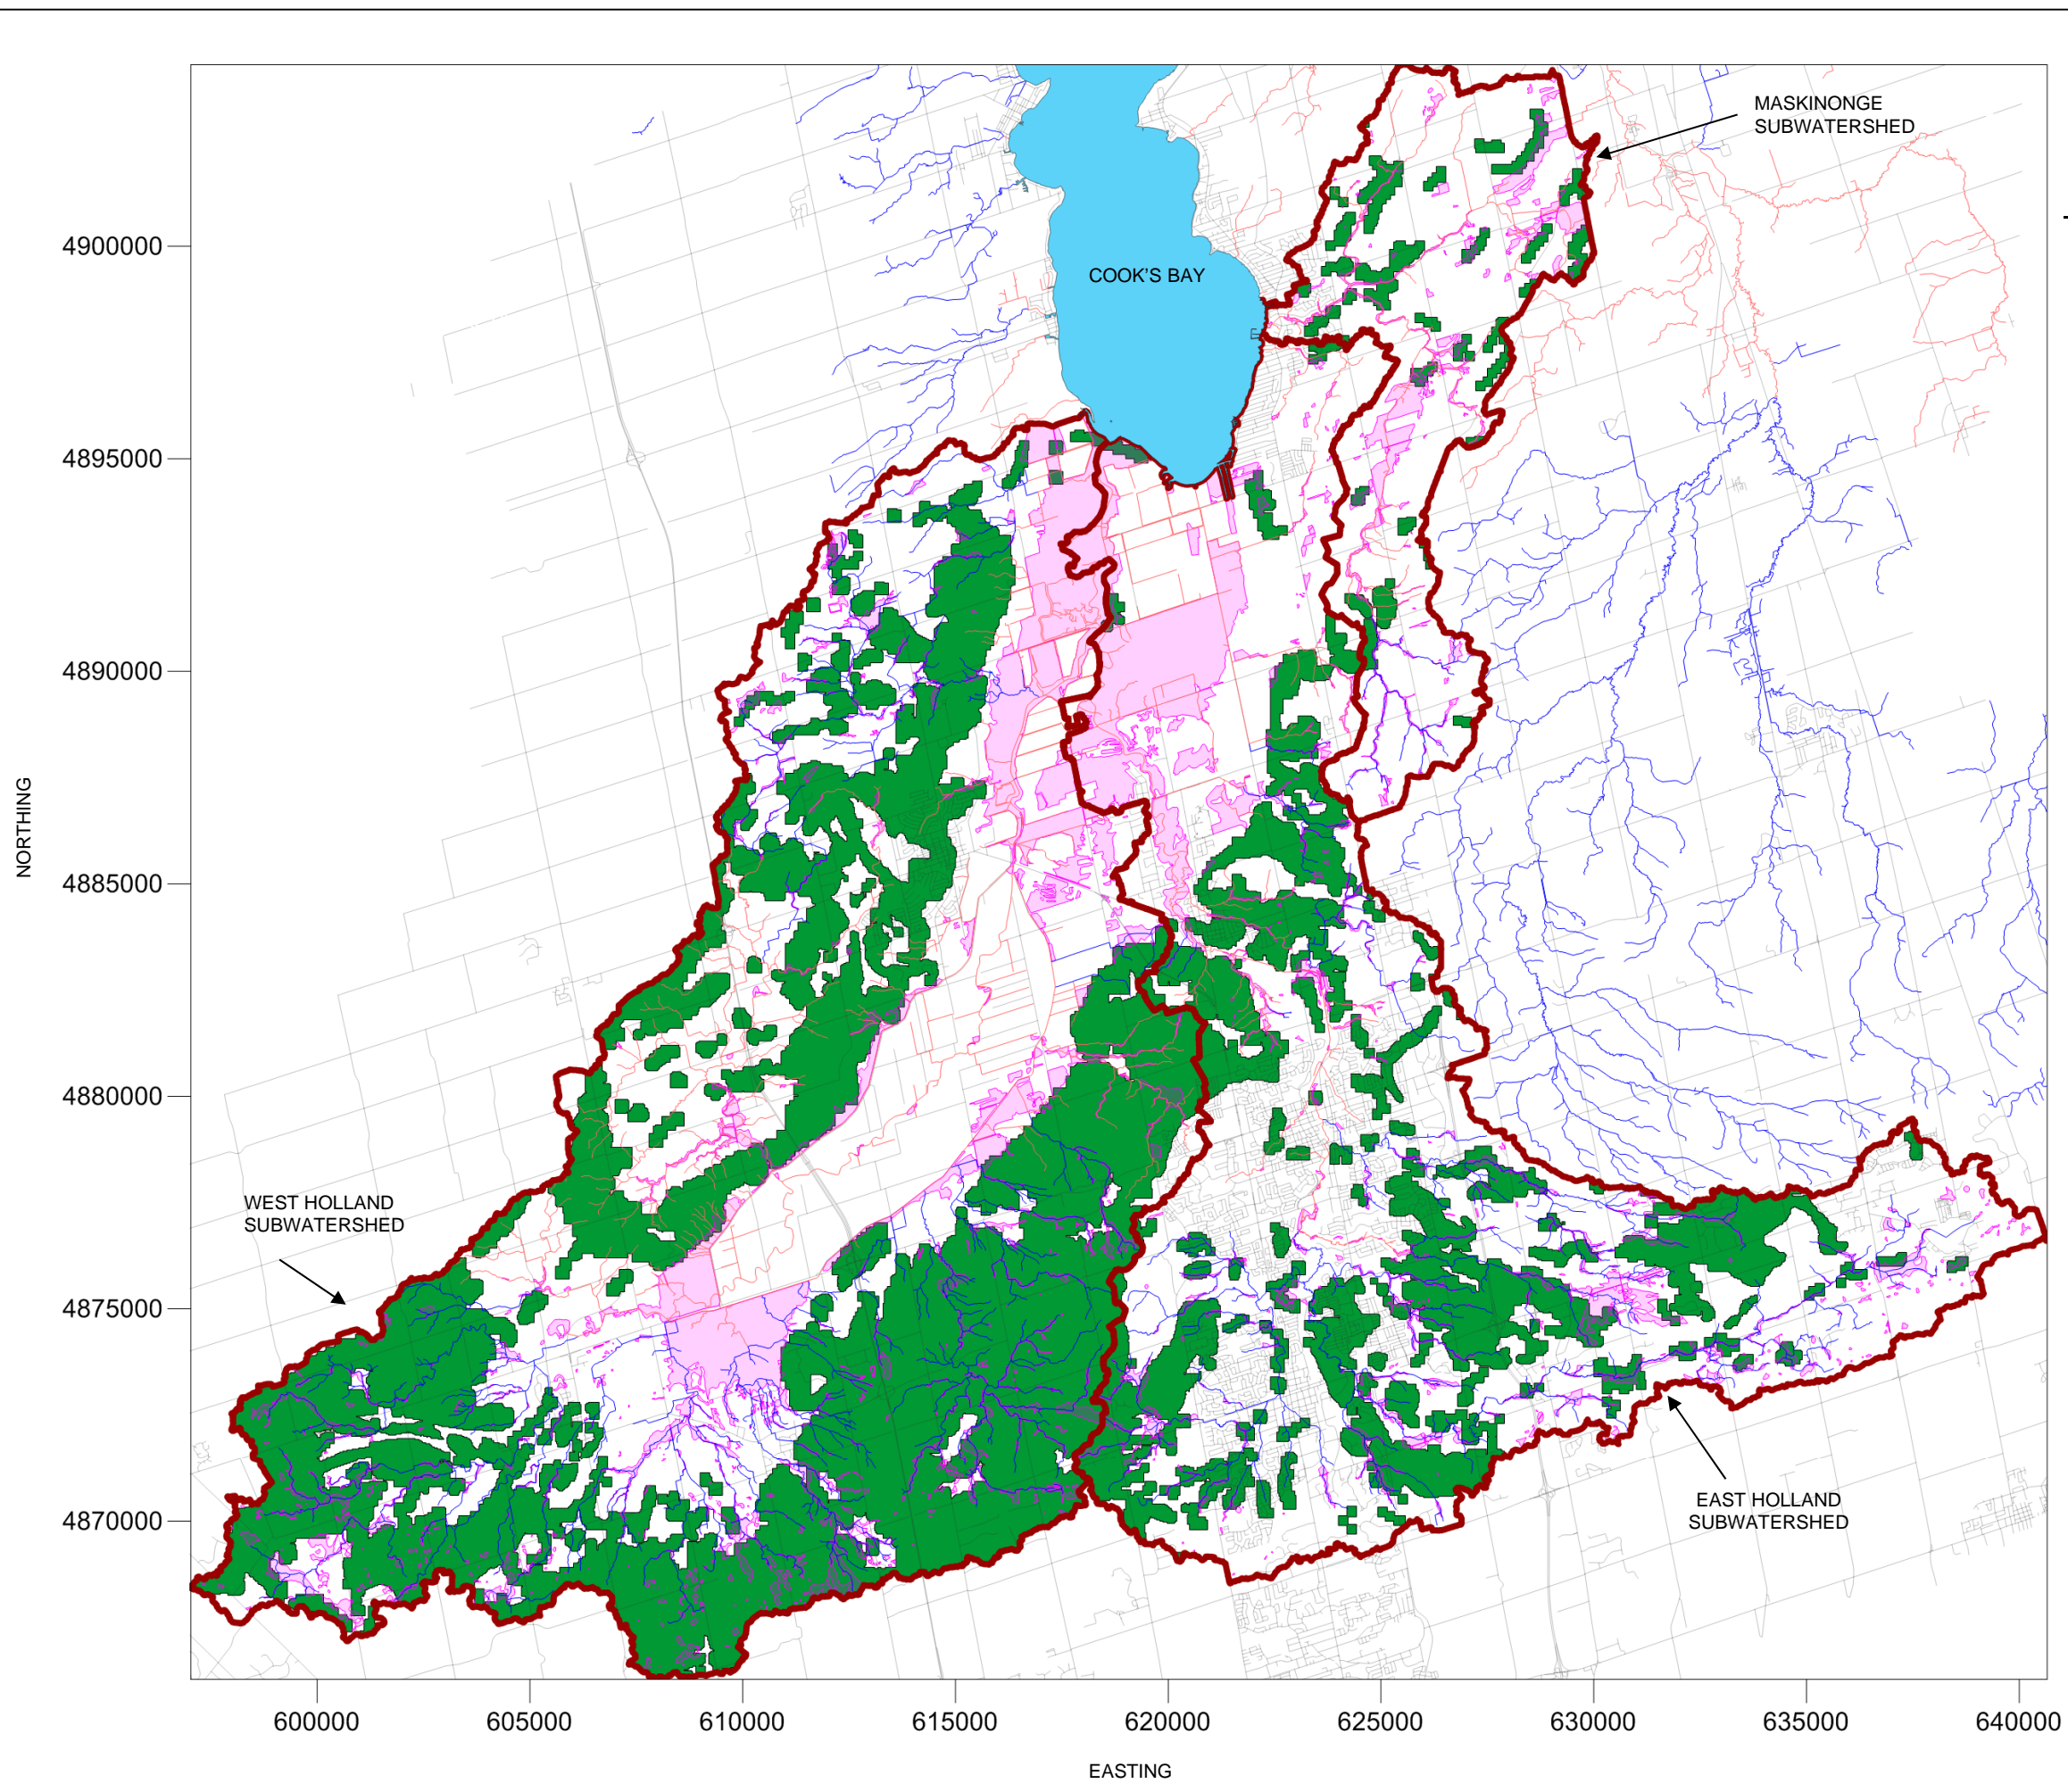 MASKINONGE
SUBWATERSHED
COOK'S BAY
4900000
4895000
4890000
4885000
4880000
4875000
4870000
NORTHING
WEST HOLLAND
SUBWATERSHED
EAST HOLLAND
SUBWATERSHED
600000
605000
610000
615000
620000
625000
630000
635000
640000
EASTING